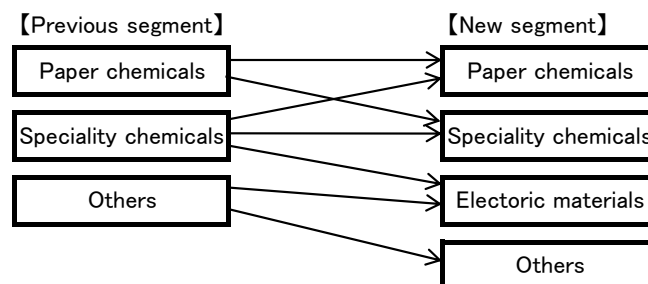 【Previous segment】
【New segment】
Paper chemicals
Paper chemicals
Speciality chemicals
Speciality chemicals
Others
Electoric materials
Others